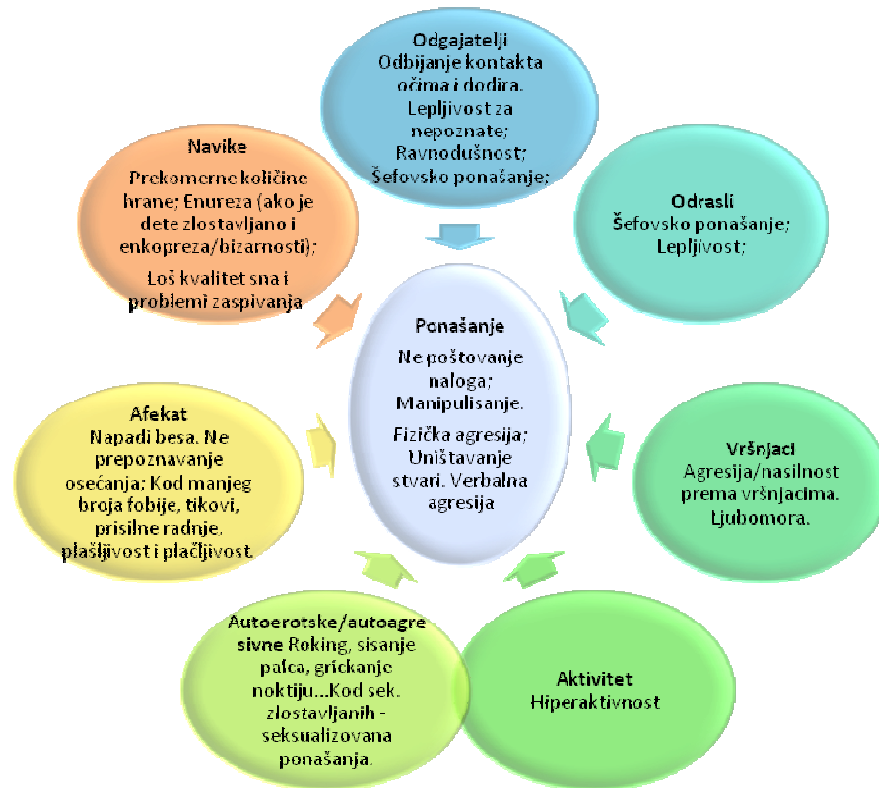 Odgajatelji
Odbijanje kontakta
očima i dodira.
Lepljivost za
nepoznate;
Ravnodušnost;
Šefovsko ponašanje;
Navike
Prekomerne količine
hrane; Enureza (ako je
dete zlostavljano i
enkopreza/bizarnosti);
Loš kvalitet sna i
problemi zaspivanja
Odrasli
Šefovsko ponašanje;
Lepljivost;
Ponašanje
Ne poštovanje
naloga;
Manipulisanje.
Fizička agresija;
Uništavanje
stvari. Verbalna
agresija
Afekat
Napadi besa. Ne
prepoznavanje
osećanja; Kod manjeg
broja fobije, tikovi,
prisilne radnje,
plašljivost i plačljivost.
Vršnjaci
Agresija/nasilnost
prema vršnjacima.
Ljubomora.
Autoerotske/autoagre
sivne Roking, sisanje
palca, grickanje
noktiju...Kod sek.
zlostavljanih -
seksualizovana
ponašanja.
Aktivitet
Hiperaktivnost